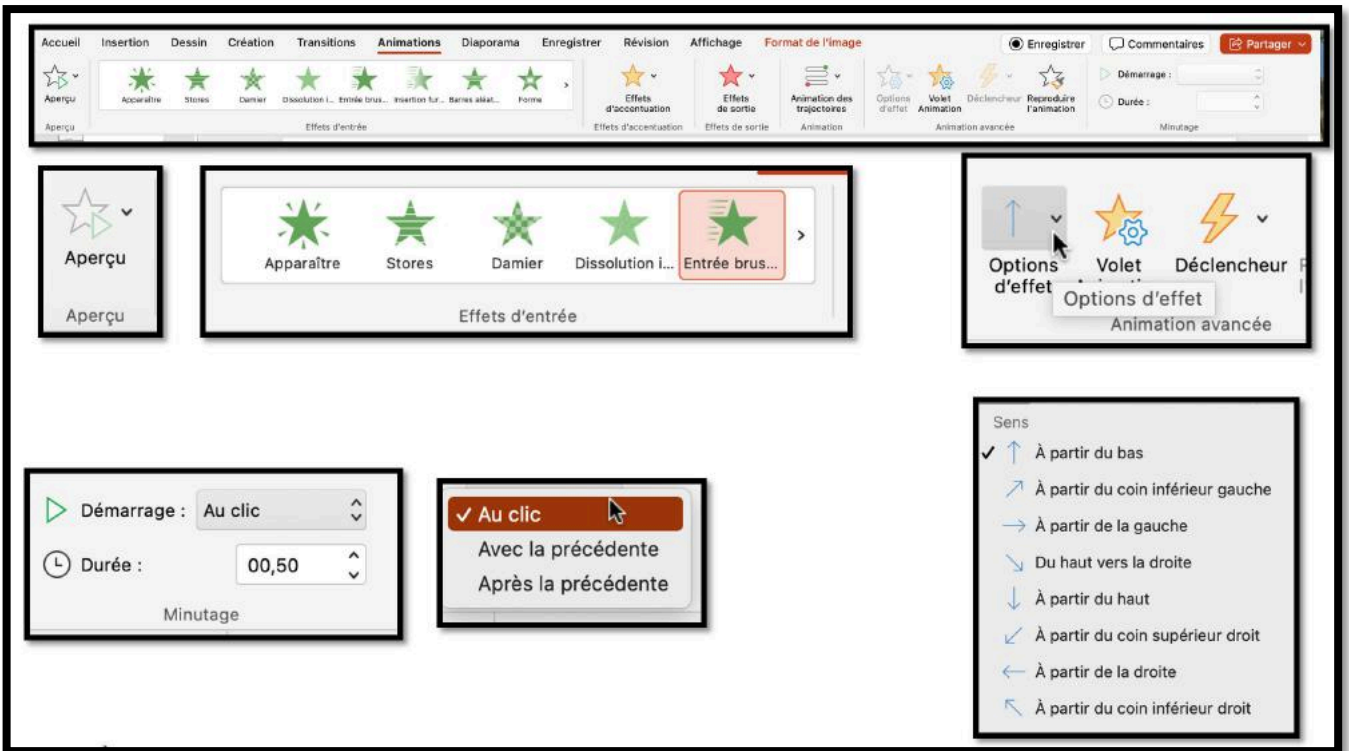 Accueil Insertion Dessin Création Transitions Animations Diaporama Enregistrer Révision Affichage Format de l'image Enregistrer Commentaires Partager
Aperçu Apparaître Stores Damier Dissolution i... Entrée brus... Insertion fur... Barres aléat... Forme Effets d'accentuation Effets de sortie Animation des trajectoires Options d'effet Volet Animation Déclencheur Reproduire l'animation Démarrage :
Durée :
Aperçu Effets d'entrée Effets d'accentuation Effets de sortie Animation Animation avancée Minutage
Aperçu
Aperçu
Apparaître Stores Damier Dissolution i... Entrée brus...
Effets d'entrée
Options d'effet Volet Déclencheur
Options d'effet
Animation avancée
Démarrage : Au clic
Durée : 00,50
Minutage
✓ Au clic
Avec la précédente
Après la précédente
Sens
✓ ↑ À partir du bas
↗ À partir du coin inférieur gauche
→ À partir de la gauche
↘ Du haut vers la droite
↓ À partir du haut
↙ À partir du coin supérieur droit
← À partir de la droite
↖ À partir du coin inférieur droit